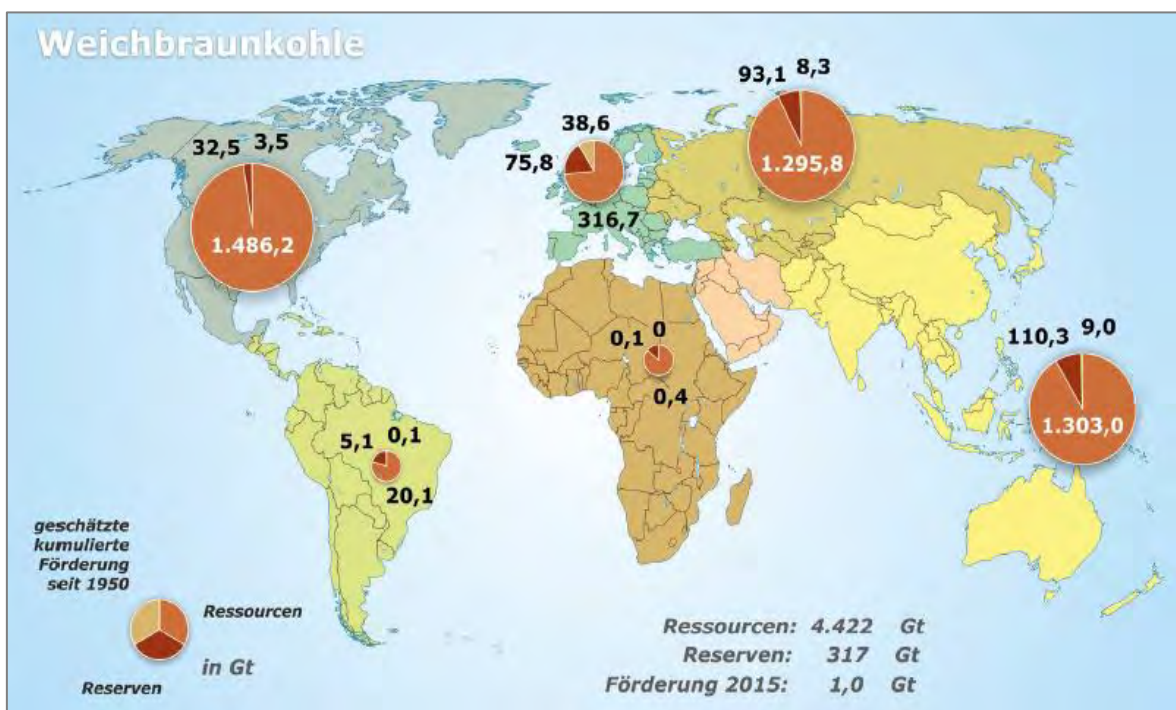 Weichbraunkohle
32,5 3,5
1.486,2
38,6
75,8
316,7
93,1 8,3
1.295,8
0,1 0
0,4
110,3 9,0
1.303,0
5,1 0,1
20,1
geschätzte
kumulierte
Förderung
seit 1950
Ressourcen
in Gt
Reserven
Ressourcen: 4.422 Gt
Reserven: 317 Gt
Förderung 2015: 1,0 Gt